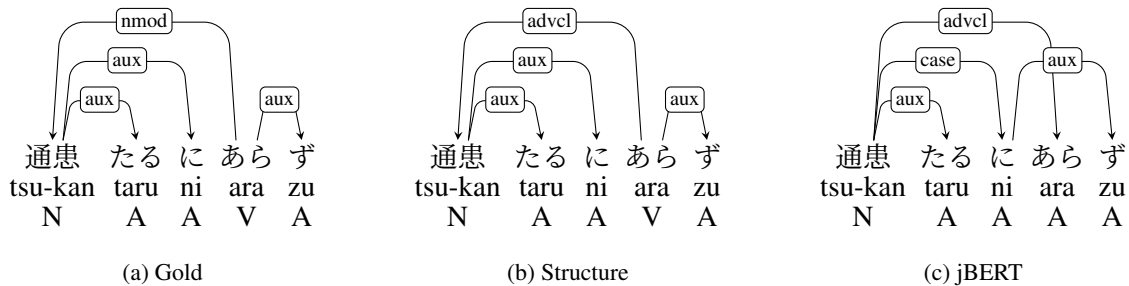 nmod
aux
aux aux
通患 たる に あら ず
tsu-kan taru ni ara zu
N A A V A
(a) Gold
advcl
aux
aux aux
通患 たる に あら ず
tsu-kan taru ni ara zu
N A A V A
(b) Structure
advcl
case aux
aux
通患 たる に あら ず
tsu-kan taru ni ara zu
N A A A A
(c) jBERT